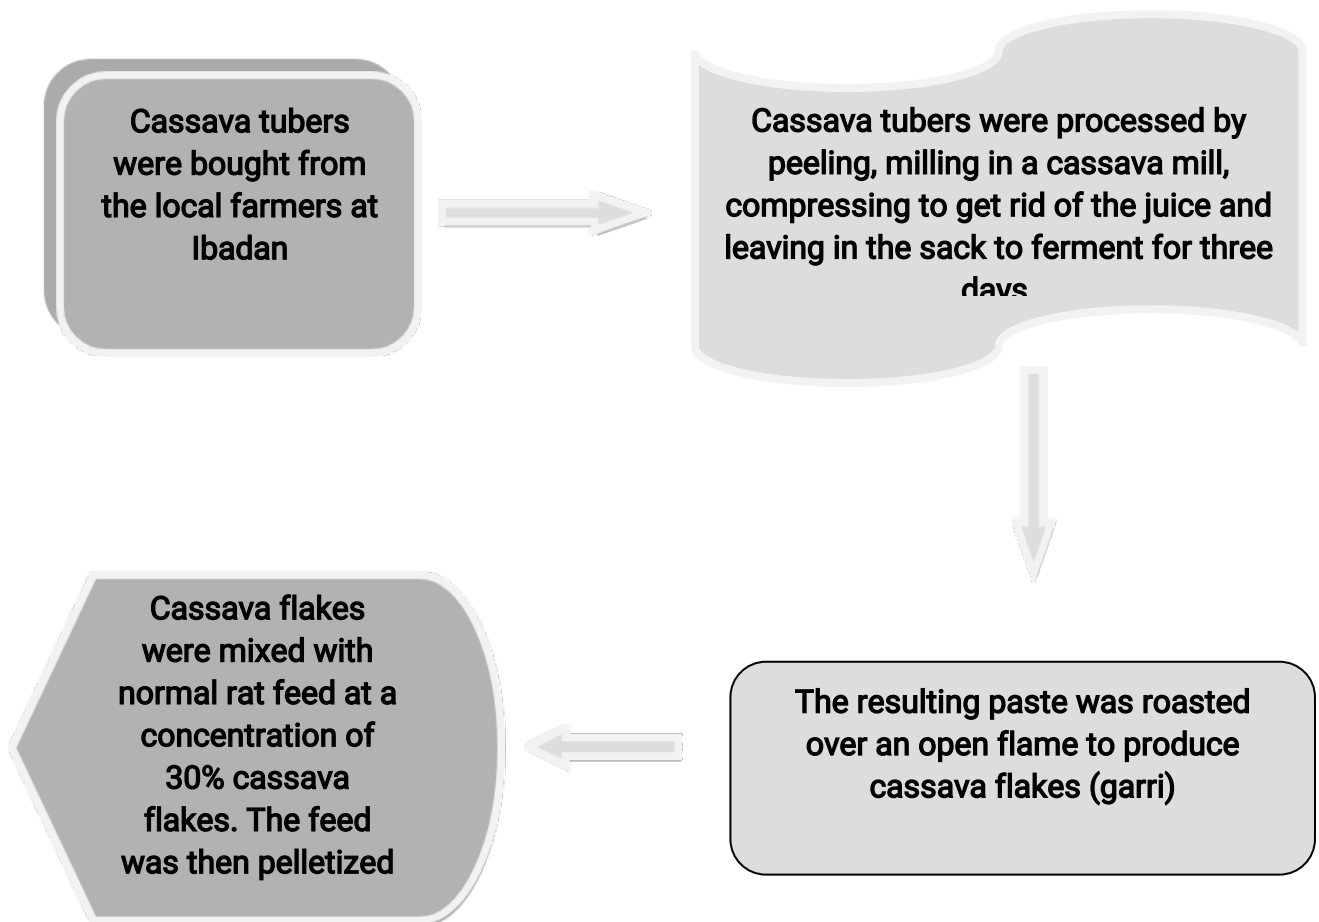 Cassava tubers
were bought from
the local farmers at
Ibadan
Cassava tubers were processed by
peeling, milling in a cassava mill,
compressing to get rid of the juice and
leaving in the sack to ferment for three
days
The resulting paste was roasted
over an open flame to produce
cassava flakes (garri)
Cassava flakes
were mixed with
normal rat feed at a
concentration of
30% cassava
flakes. The feed
was then pelletized